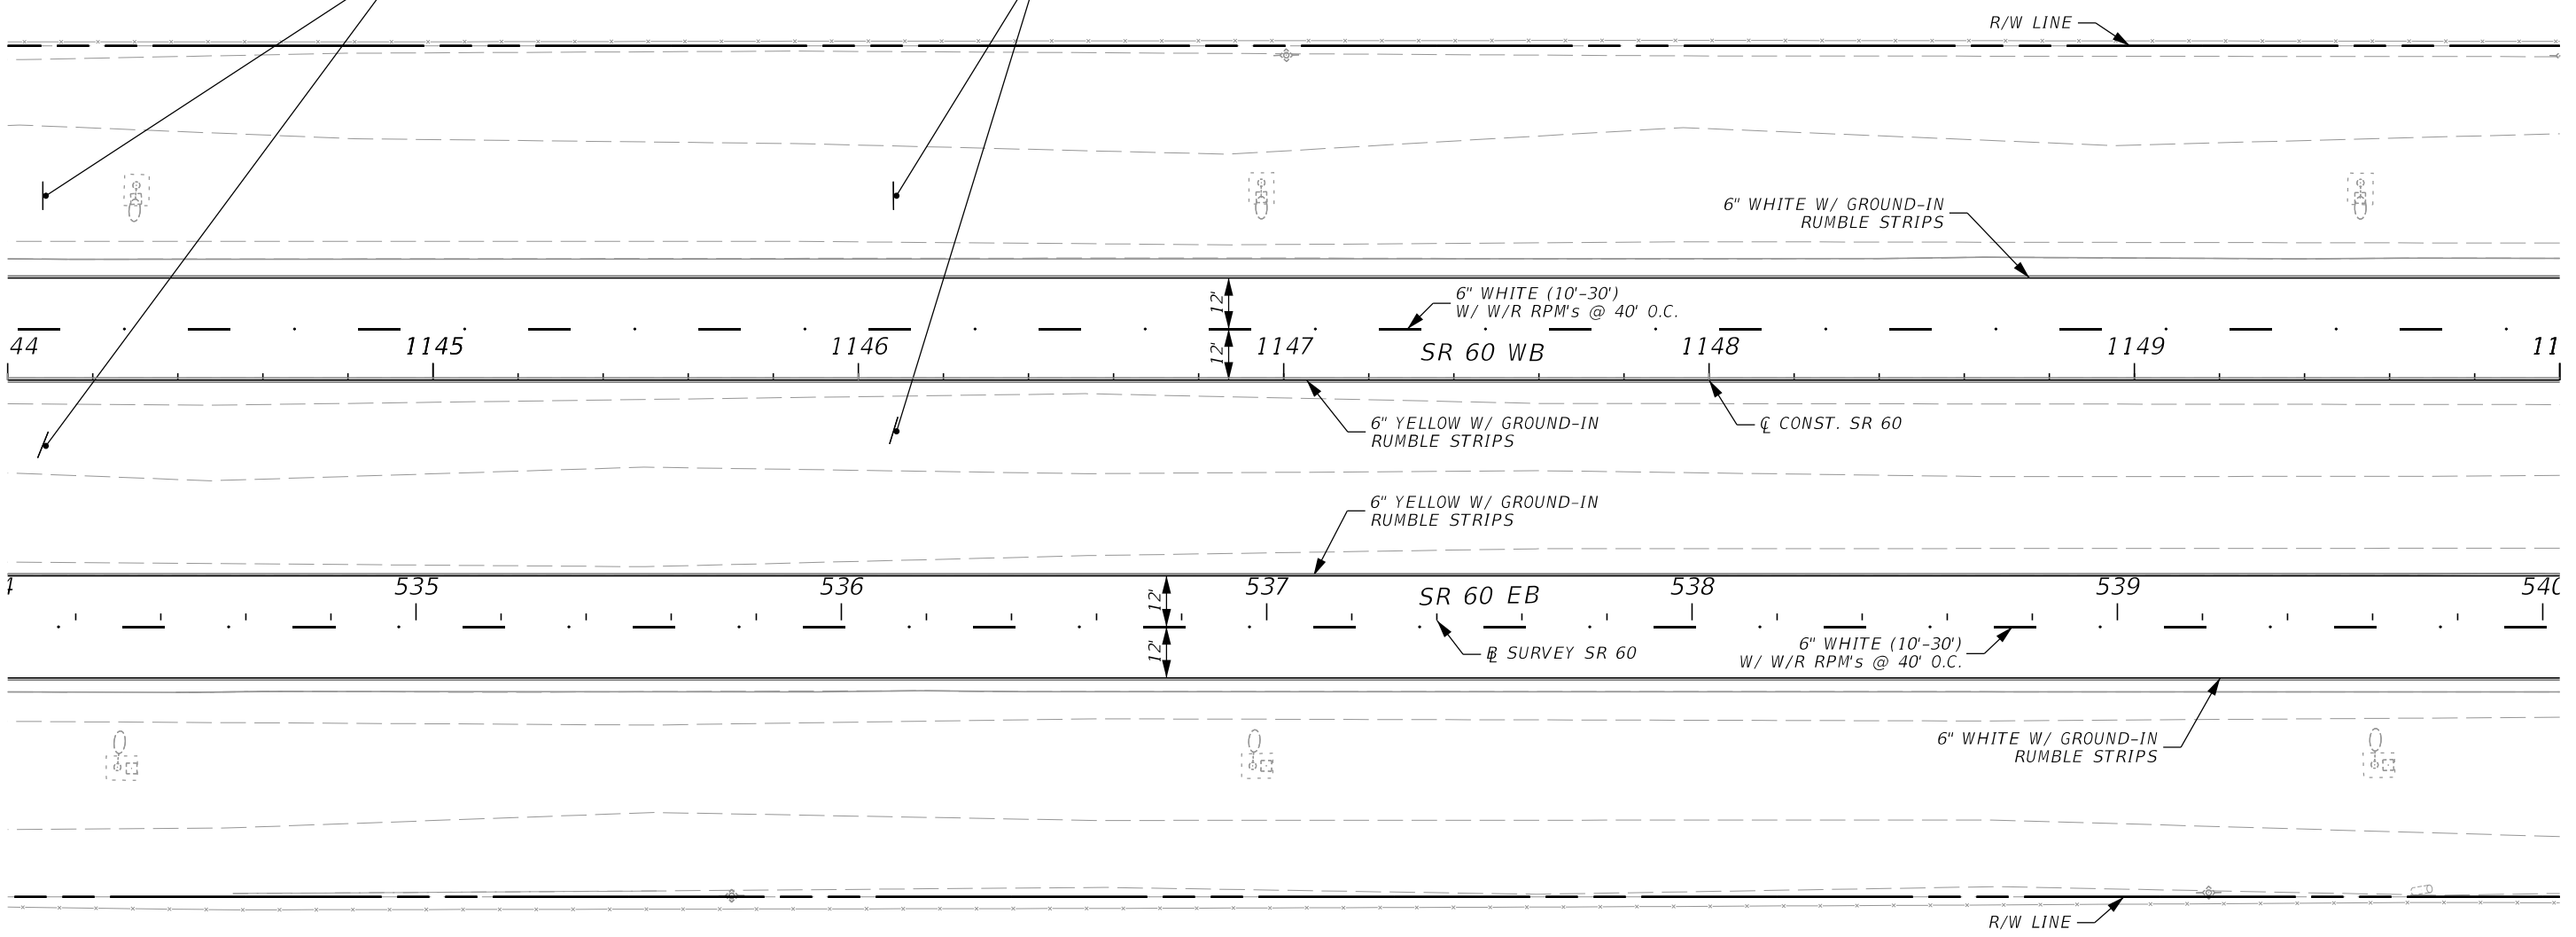 R/W LINE
6" WHITE W/ GROUND-IN
RUMBLE STRIPS
12'
6" WHITE (10'-30')
W/ W/R RPM's @ 40' O.C.
44
1145
1146
12'
1147
SR 60 WB
1148
1149
11
6" YELLOW W/ GROUND-IN
RUMBLE STRIPS
℄ CONST. SR 60
6" YELLOW W/ GROUND-IN
RUMBLE STRIPS
535
536
537
538
539
540
12'
SR 60 EB
12'
BL SURVEY SR 60
6" WHITE (10'-30')
W/ W/R RPM's @ 40' O.C.
6" WHITE W/ GROUND-IN
RUMBLE STRIPS
R/W LINE